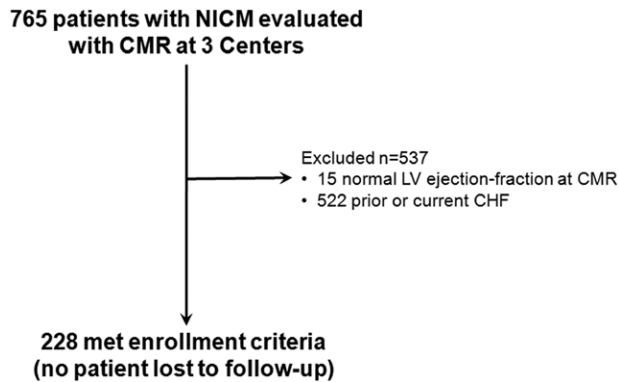 765 patients with NICM evaluated
with CMR at 3 Centers
Excluded n=537
• 15 normal LV ejection-fraction at CMR
• 522 prior or current CHF
228 met enrollment criteria
(no patient lost to follow-up)